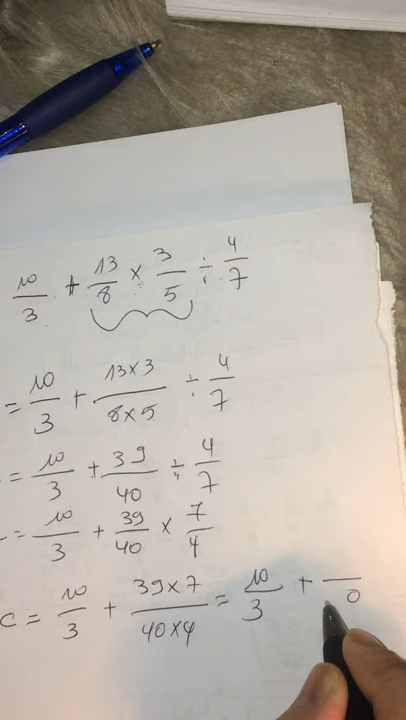 10/3 + 13/8 × 3/5 ÷ 4/7
= 10/3 + 13×3/8×5 ÷ 4/7
= 10/3 + 39/40 ÷ 4/7
= 10/3 + 39/40 × 7/4
C = 10/3 + 39×7/40×4 = 10/3 + /0